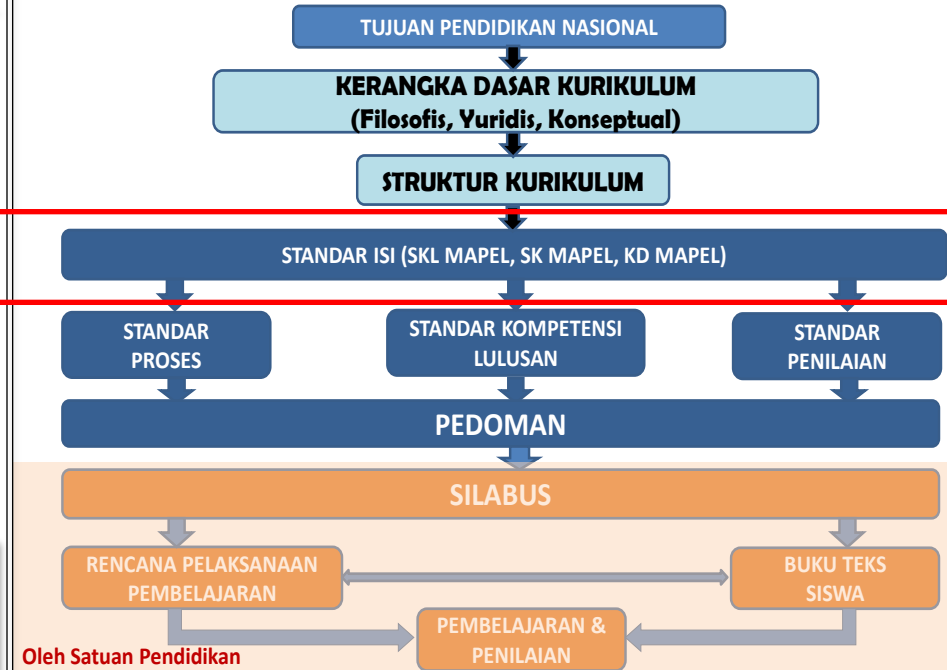 TUJUAN PENDIDIKAN NASIONAL
KERANGKA DASAR KURIKULUM
(Filosofis, Yuridis, Konseptual)
STRUKTUR KURIKULUM
STANDAR ISI (SKL MAPEL, SK MAPEL, KD MAPEL)
STANDAR
PROSES
STANDAR KOMPETENSI
LULUSAN
STANDAR
PENILAIAN
PEDOMAN
SILABUS
RENCANA PELAKSANAAN
PEMBELAJARAN
BUKU TEKS
SISWA
PEMBELAJARAN &
PENILAIAN
Oleh Satuan Pendidikan